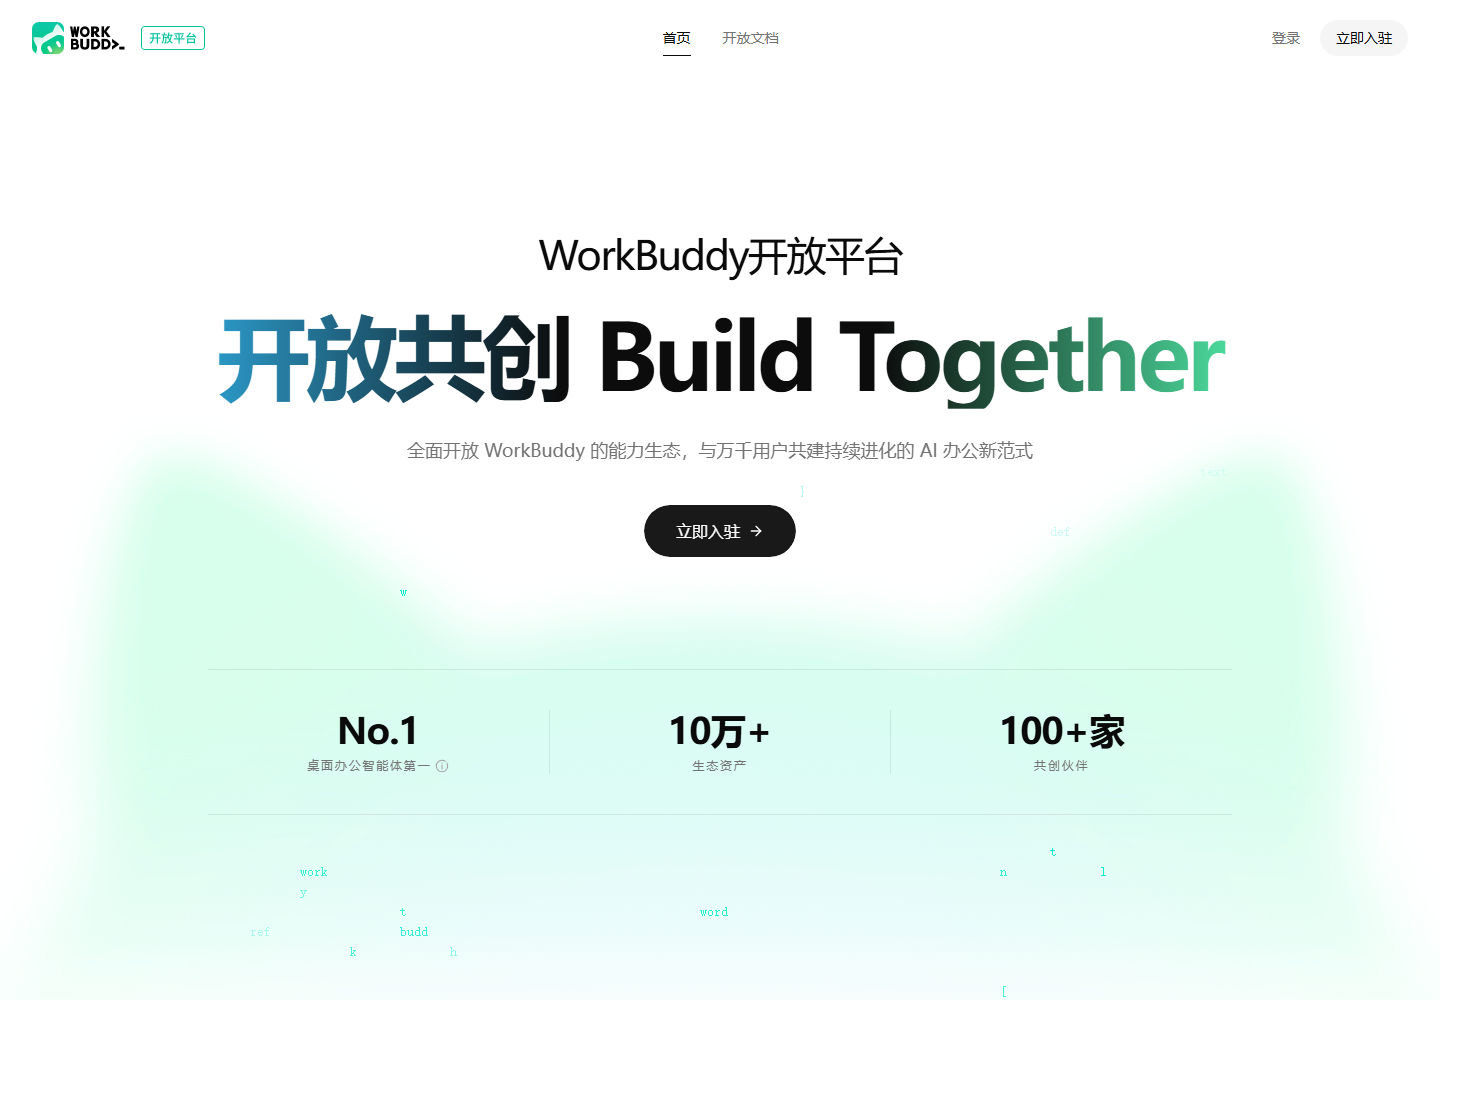 WORK
BUDD>_
开放平台
首页
开放文档
登录
立即入驻
WorkBuddy开放平台
开放共创 Build Together
全面开放 WorkBuddy 的能力生态，与万千用户共建持续进化的 AI 办公新范式
text-
]
立即入驻 →
def
w
No.1
10万+
100+家
桌面办公智能体第一
生态资产
共创伙伴
t
work
n
l
y
t
word
ref
budd
k
h
[